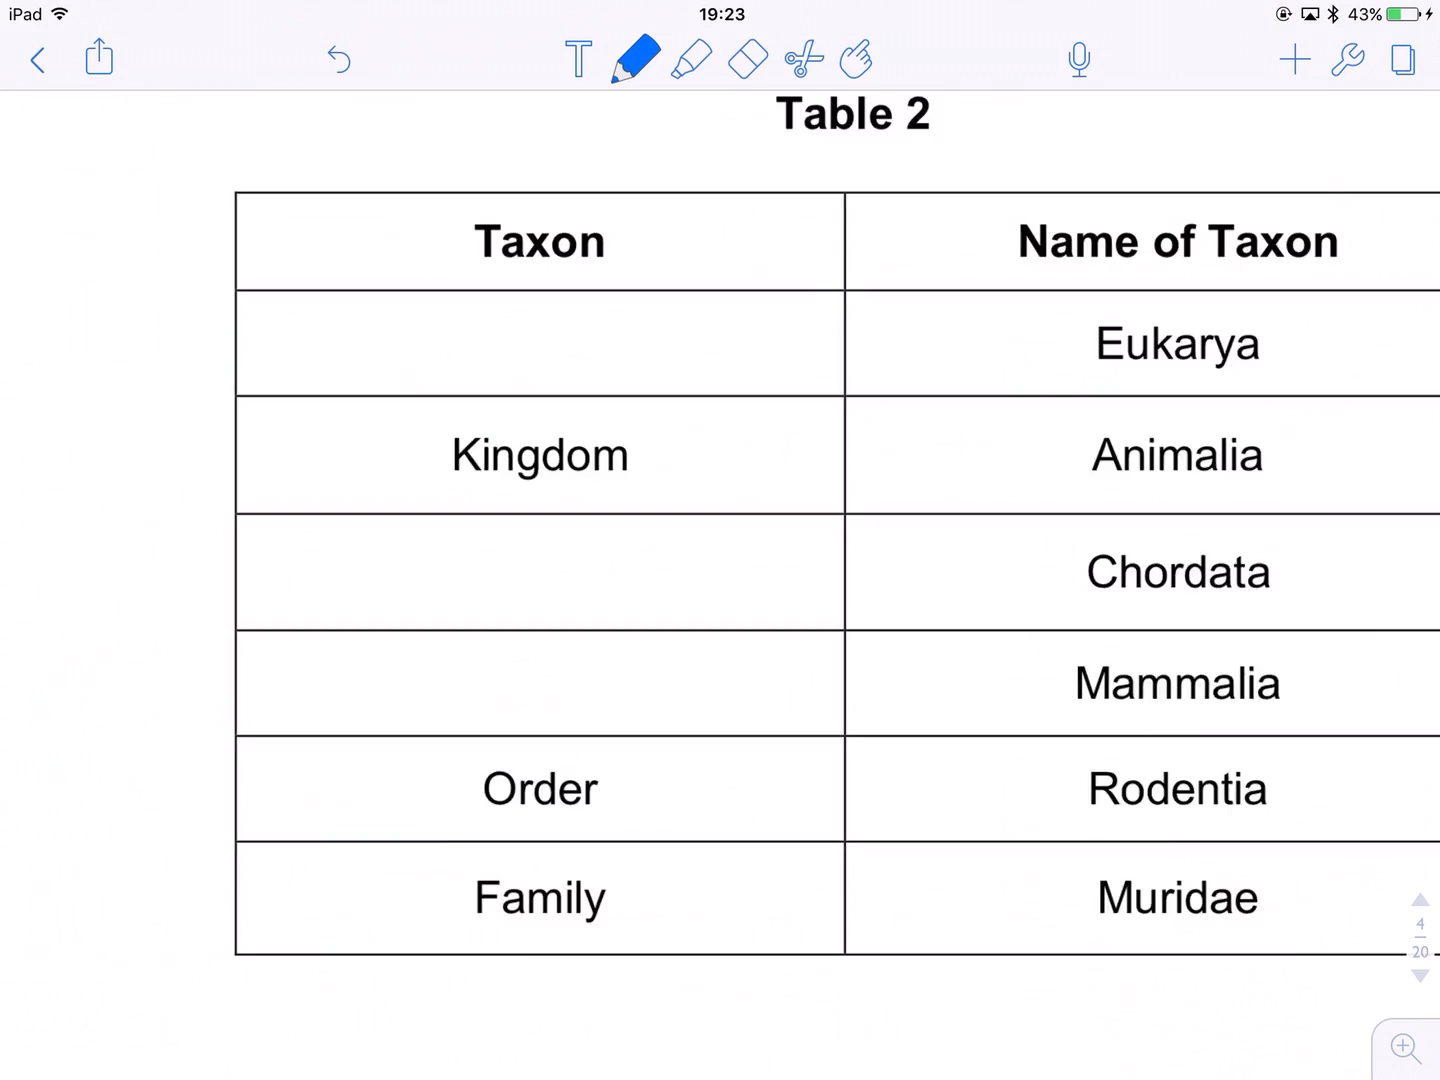 iPad 19:23 43%
T
Table 2
Taxon Name of Taxon
Eukarya
Kingdom Animalia
Chordata
Mammalia
Order Rodentia
Family Muridae
4
20